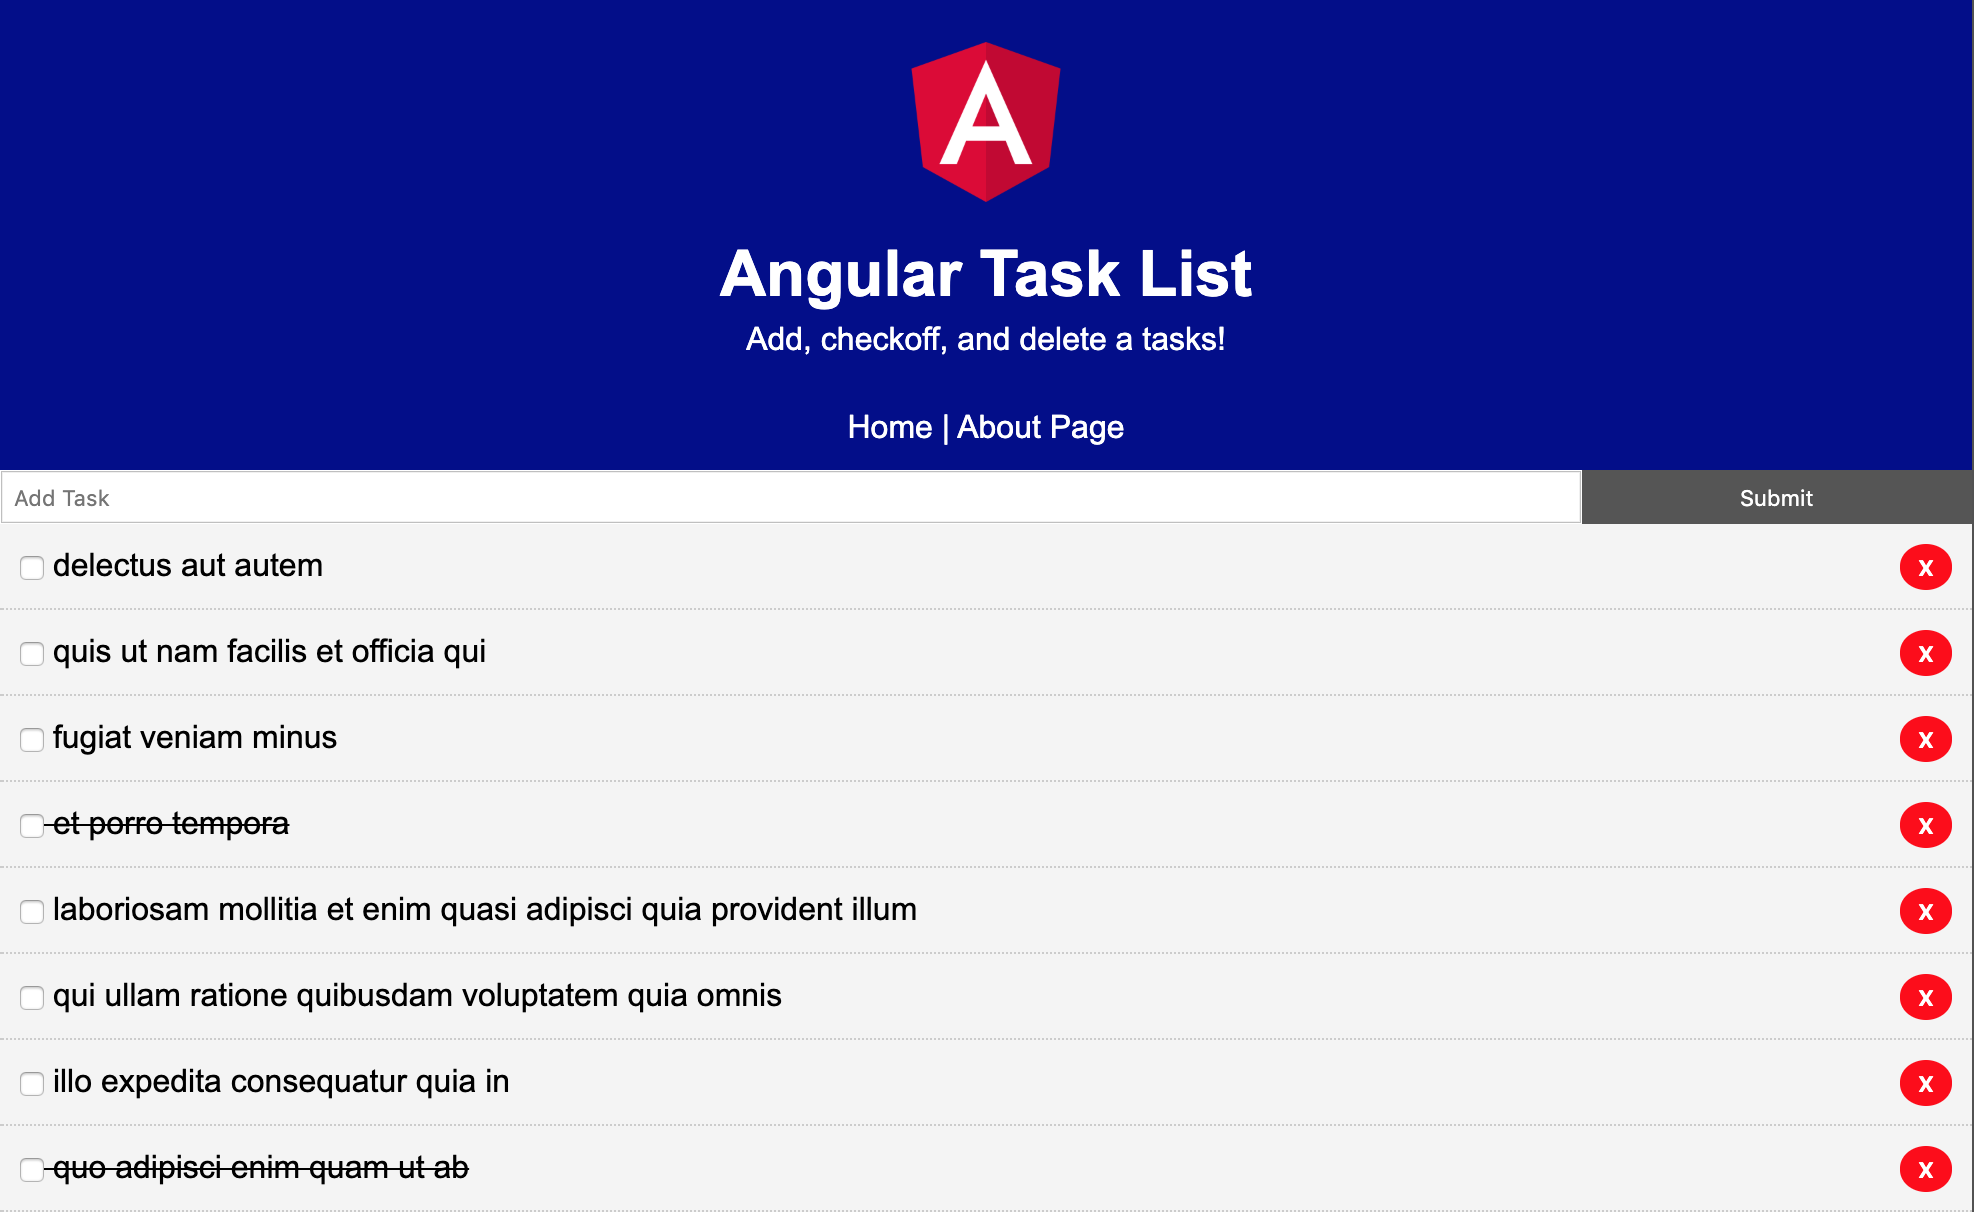 A
Angular Task List
Add, checkoff, and delete a tasks!
Home | About Page
Add Task Submit
delectus aut autem x
quis ut nam facilis et officia qui x
fugiat veniam minus x
et porro tempora x
laboriosam mollitia et enim quasi adipisci quia provident illum x
qui ullam ratione quibusdam voluptatem quia omnis x
illo expedita consequatur quia in x
quo adipisci enim quam ut ab x